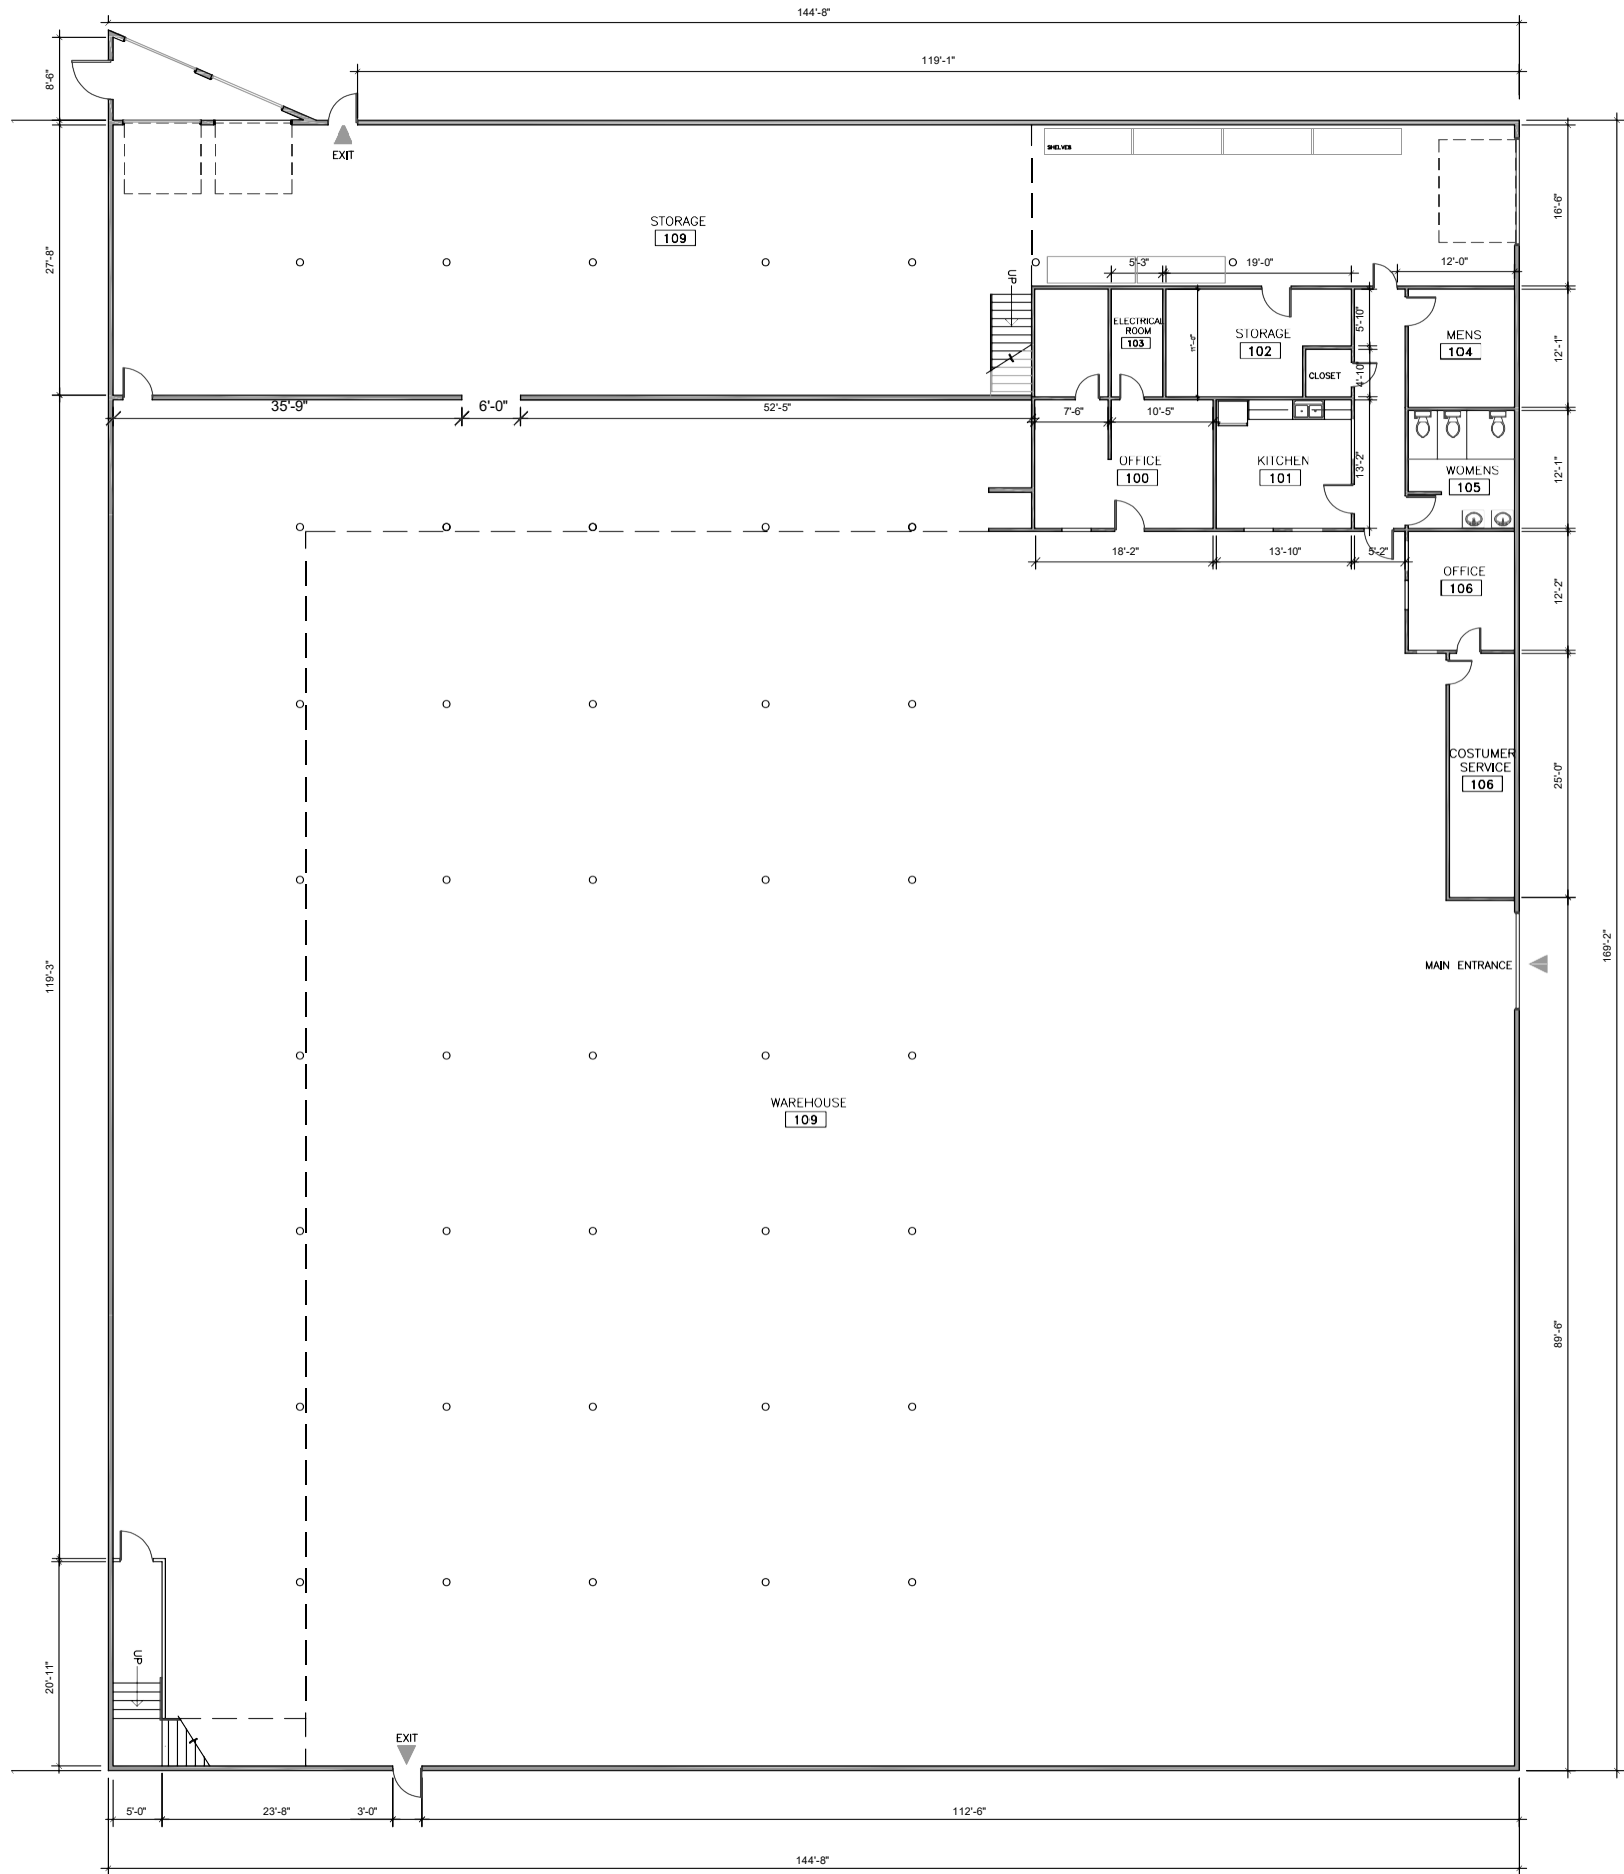 144'-8"
119'-1"
8'-6"
EXIT
SHELVES
STORAGE
109
16'-6"
27'-8"
UP
5'-3"
19'-0"
12'-0"
ELECTRICAL
ROOM
103
11'-4"
STORAGE
102
5'-10"
MENS
104
12'-1"
CLOSET
4'-10"
35'-9"
6'-0"
52'-5"
7'-6"
10'-5"
OFFICE
100
KITCHEN
101
13'-2"
WOMENS
105
12'-1"
18'-2"
13'-10"
5'-2"
OFFICE
106
12'-2"
COSTUMER
SERVICE
106
25'-0"
169'-2"
119'-3"
MAIN ENTRANCE
WAREHOUSE
109
89'-6"
UP
20'-11"
EXIT
5'-0"
23'-8"
3'-0"
112'-6"
144'-8"